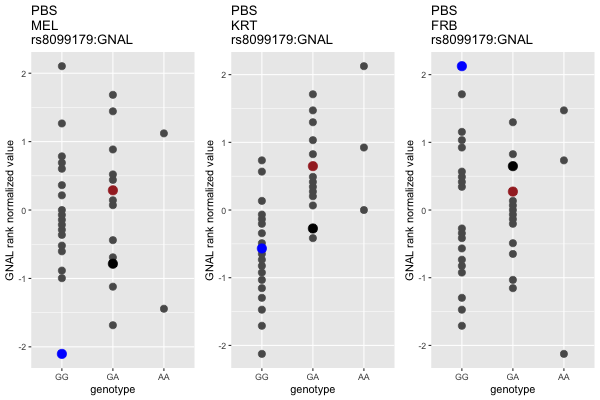 PBS
MEL
rs8099179:GNAL
GNAL rank normalized value
2
1
0
-1
-2
GG GA AA
genotype
PBS
KRT
rs8099179:GNAL
GNAL rank normalized value
2
1
0
-1
-2
GG GA AA
genotype
PBS
FRB
rs8099179:GNAL
GNAL rank normalized value
2
1
0
-1
-2
GG GA AA
genotype